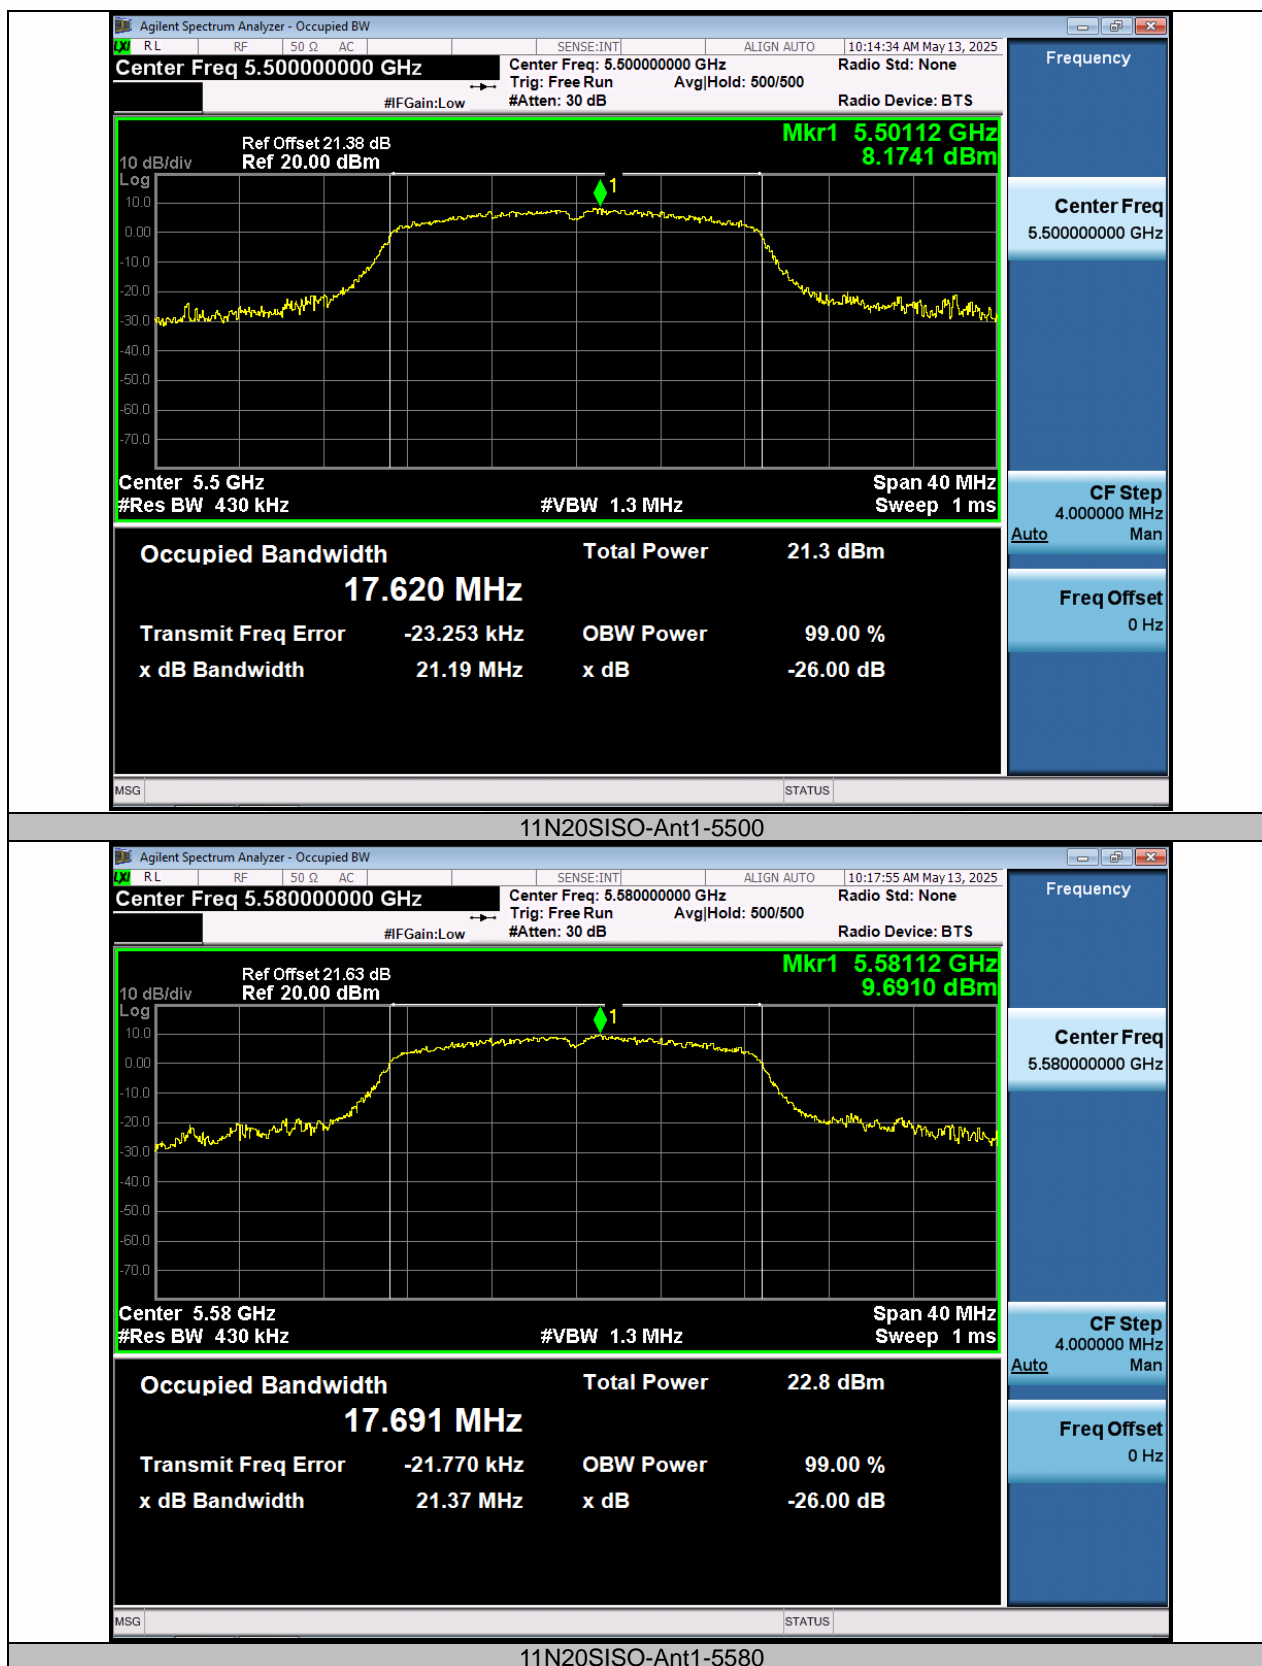 Agilent Spectrum Analyzer - Occupied BW
LXI RL RF 50 Ω AC SENSE:INT ALIGN AUTO 10:14:34 AM May 13, 2025
Center Freq 5.500000000 GHz
Center Freq: 5.500000000 GHz Radio Std: None
Trig: Free Run Avg|Hold: 500/500
#IFGain:Low #Atten: 30 dB Radio Device: BTS
Frequency
Mkr1 5.50112 GHz
8.1741 dBm
Ref Offset 21.38 dB
10 dB/div Ref 20.00 dBm
Log
10.0
0.00
-10.0
-20.0
-30.0
-40.0
-50.0
-60.0
-70.0
1
Center 5.5 GHz Span 40 MHz
#Res BW 430 kHz #VBW 1.3 MHz Sweep 1 ms
Center Freq
5.500000000 GHz
CF Step
4.000000 MHz
Auto Man
Freq Offset
0 Hz
Occupied Bandwidth Total Power 21.3 dBm
17.620 MHz
Transmit Freq Error -23.253 kHz OBW Power 99.00 %
x dB Bandwidth 21.19 MHz x dB -26.00 dB
MSG STATUS
11N20SISO-Ant1-5500
Agilent Spectrum Analyzer - Occupied BW
LXI RL RF 50 Ω AC SENSE:INT ALIGN AUTO 10:17:55 AM May 13, 2025
Center Freq 5.580000000 GHz
Center Freq: 5.580000000 GHz Radio Std: None
Trig: Free Run Avg|Hold: 500/500
#IFGain:Low #Atten: 30 dB Radio Device: BTS
Frequency
Mkr1 5.58112 GHz
9.6910 dBm
Ref Offset 21.63 dB
10 dB/div Ref 20.00 dBm
Log
10.0
0.00
-10.0
-20.0
-30.0
-40.0
-50.0
-60.0
-70.0
1
Center 5.58 GHz Span 40 MHz
#Res BW 430 kHz #VBW 1.3 MHz Sweep 1 ms
Center Freq
5.580000000 GHz
CF Step
4.000000 MHz
Auto Man
Freq Offset
0 Hz
Occupied Bandwidth Total Power 22.8 dBm
17.691 MHz
Transmit Freq Error -21.770 kHz OBW Power 99.00 %
x dB Bandwidth 21.37 MHz x dB -26.00 dB
MSG STATUS
11N20SISO-Ant1-5580